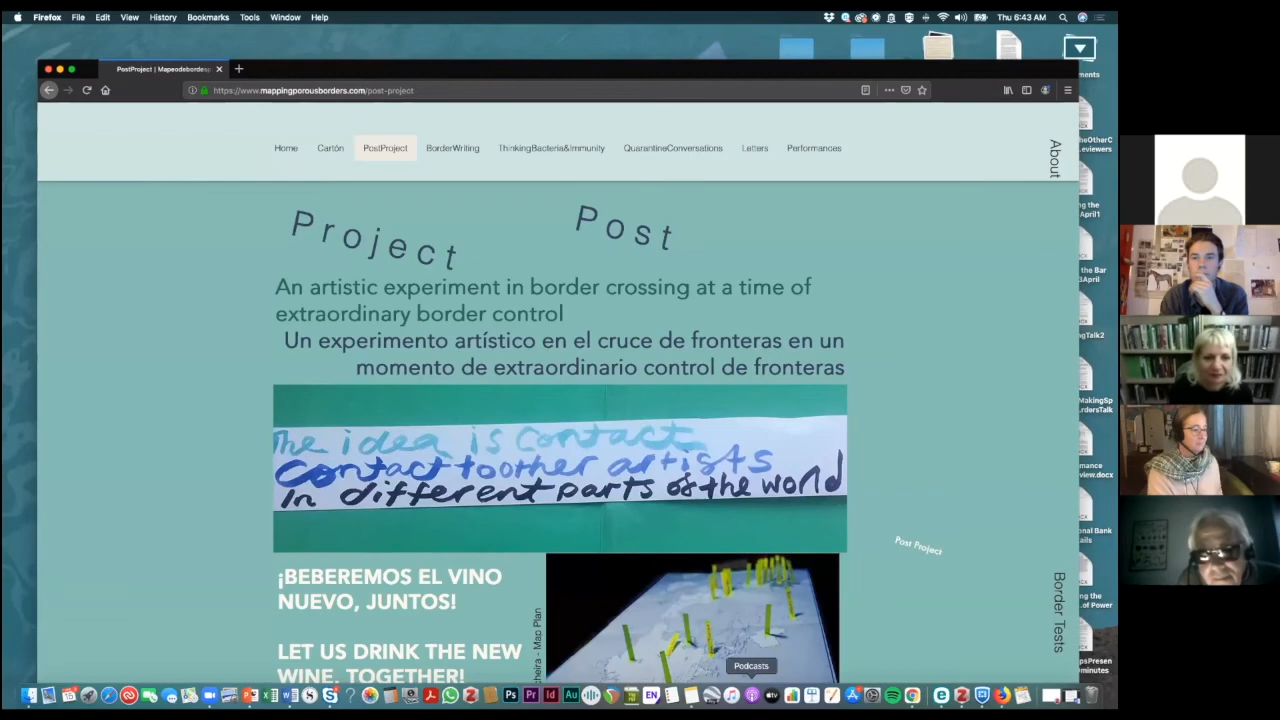 Firefox File Edit View History Bookmarks Tools Window Help
Thu 6:43 AM
PostProject | Mapeodebordes
https://www.mappingporousborders.com/post-project
Home Cartón PostProject BorderWriting ThinkingBacteria&Immunity QuarantineConversations Letters Performances
About
Project Post
An artistic experiment in border crossing at a time of
extraordinary border control
Un experimento artístico en el cruce de fronteras en un
momento de extraordinario control de fronteras
The idea is contact
Contact to other artists
In different parts of the world
Post Project
¡BEBEREMOS EL VINO
NUEVO, JUNTOS!
LET US DRINK THE NEW
WINE, TOGETHER!
cheira - Map Plan
Border Tests
Podcasts